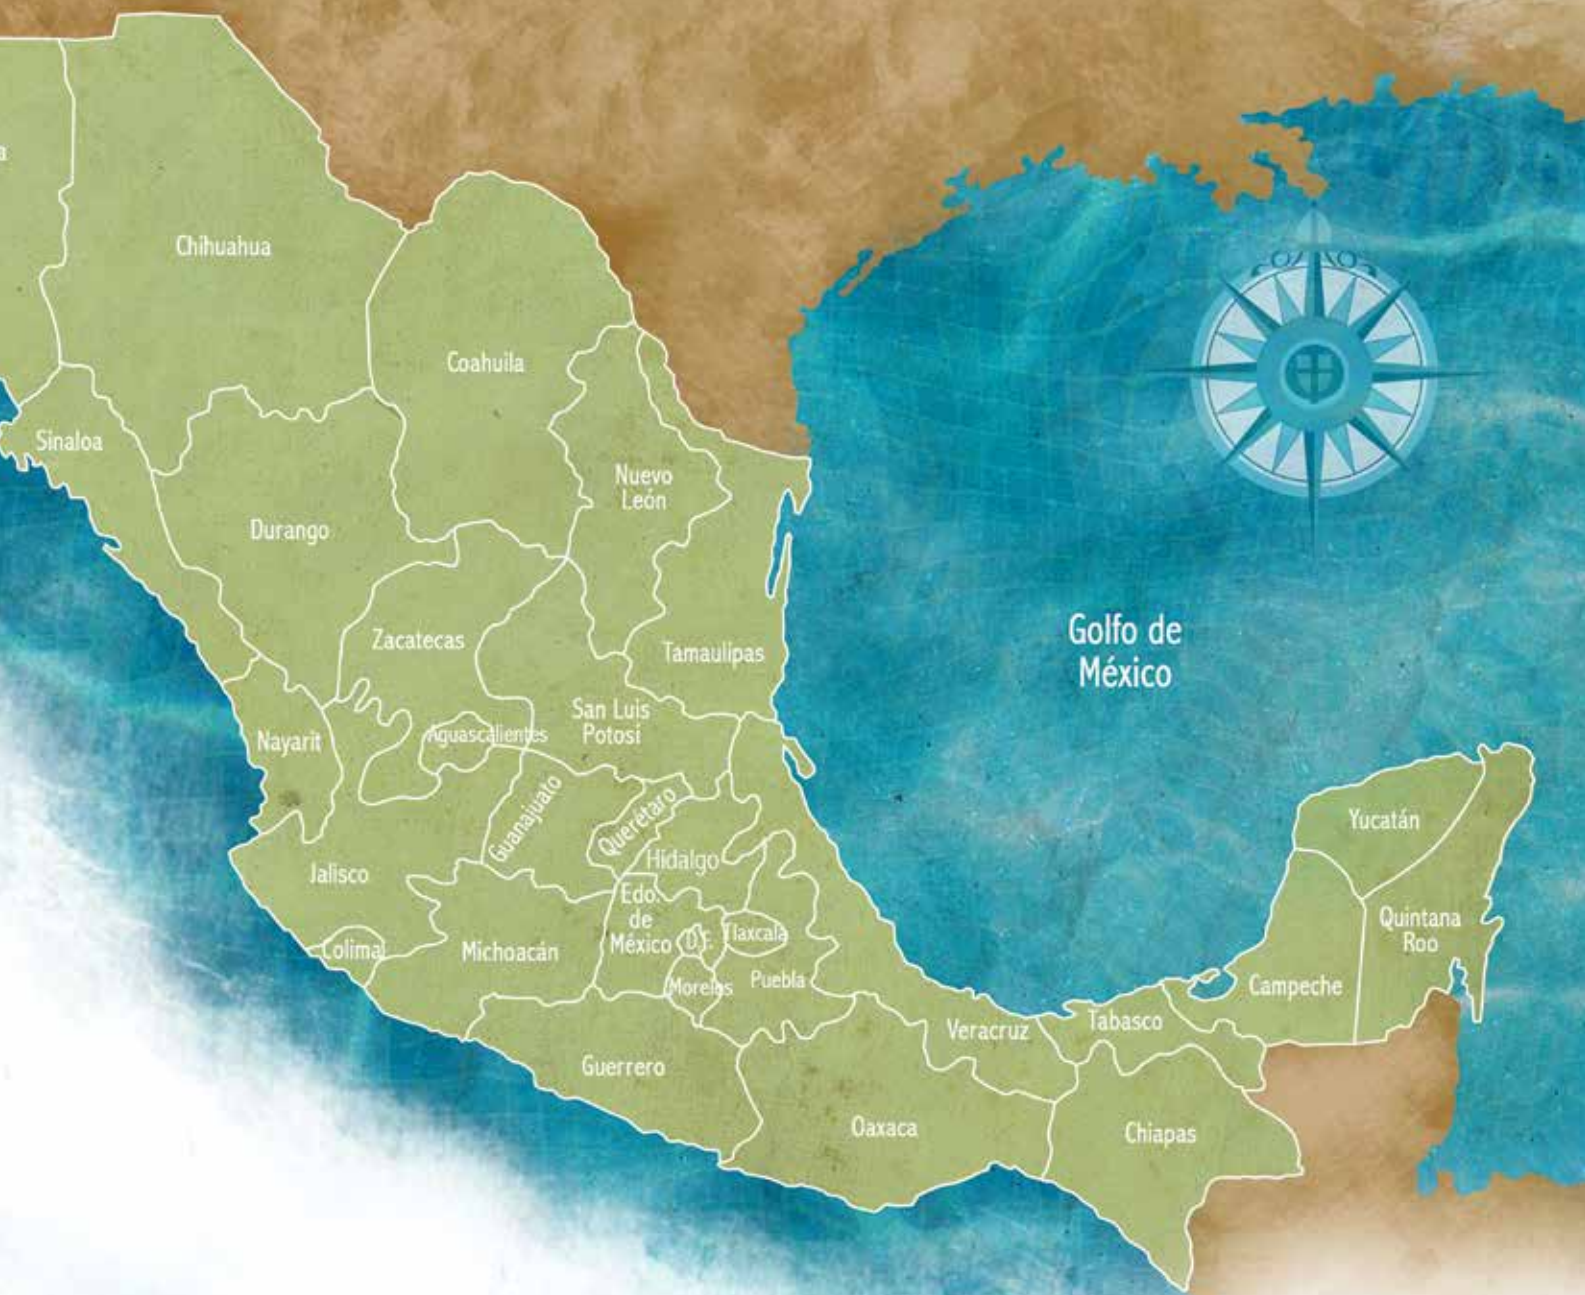 Chihuahua
Coahuila
Sinaloa
Nuevo
León
Durango
Zacatecas
Tamaulipas
Golfo de
México
San Luis
Potosí
Nayarit
Aguascalientes
Guanajuato
Querétaro
Yucatán
Hidalgo
Jalisco
Edo.
de
México
Quintana
Roo
D.F.
Tlaxcala
Colima
Michoacán
Puebla
Morelos
Campeche
Tabasco
Veracruz
Guerrero
Oaxaca
Chiapas